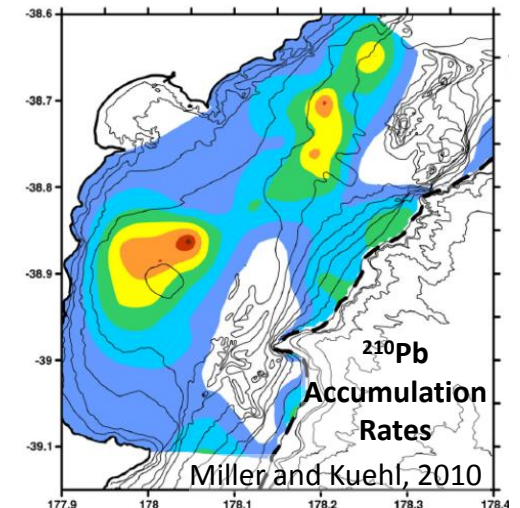 -38.6
-38.7
-38.8
-38.9
-39
-39.1
²¹⁰Pb
Accumulation
Rates
Miller and Kuehl, 2010
177.9 178 178.1 178.2 178.3 178.4